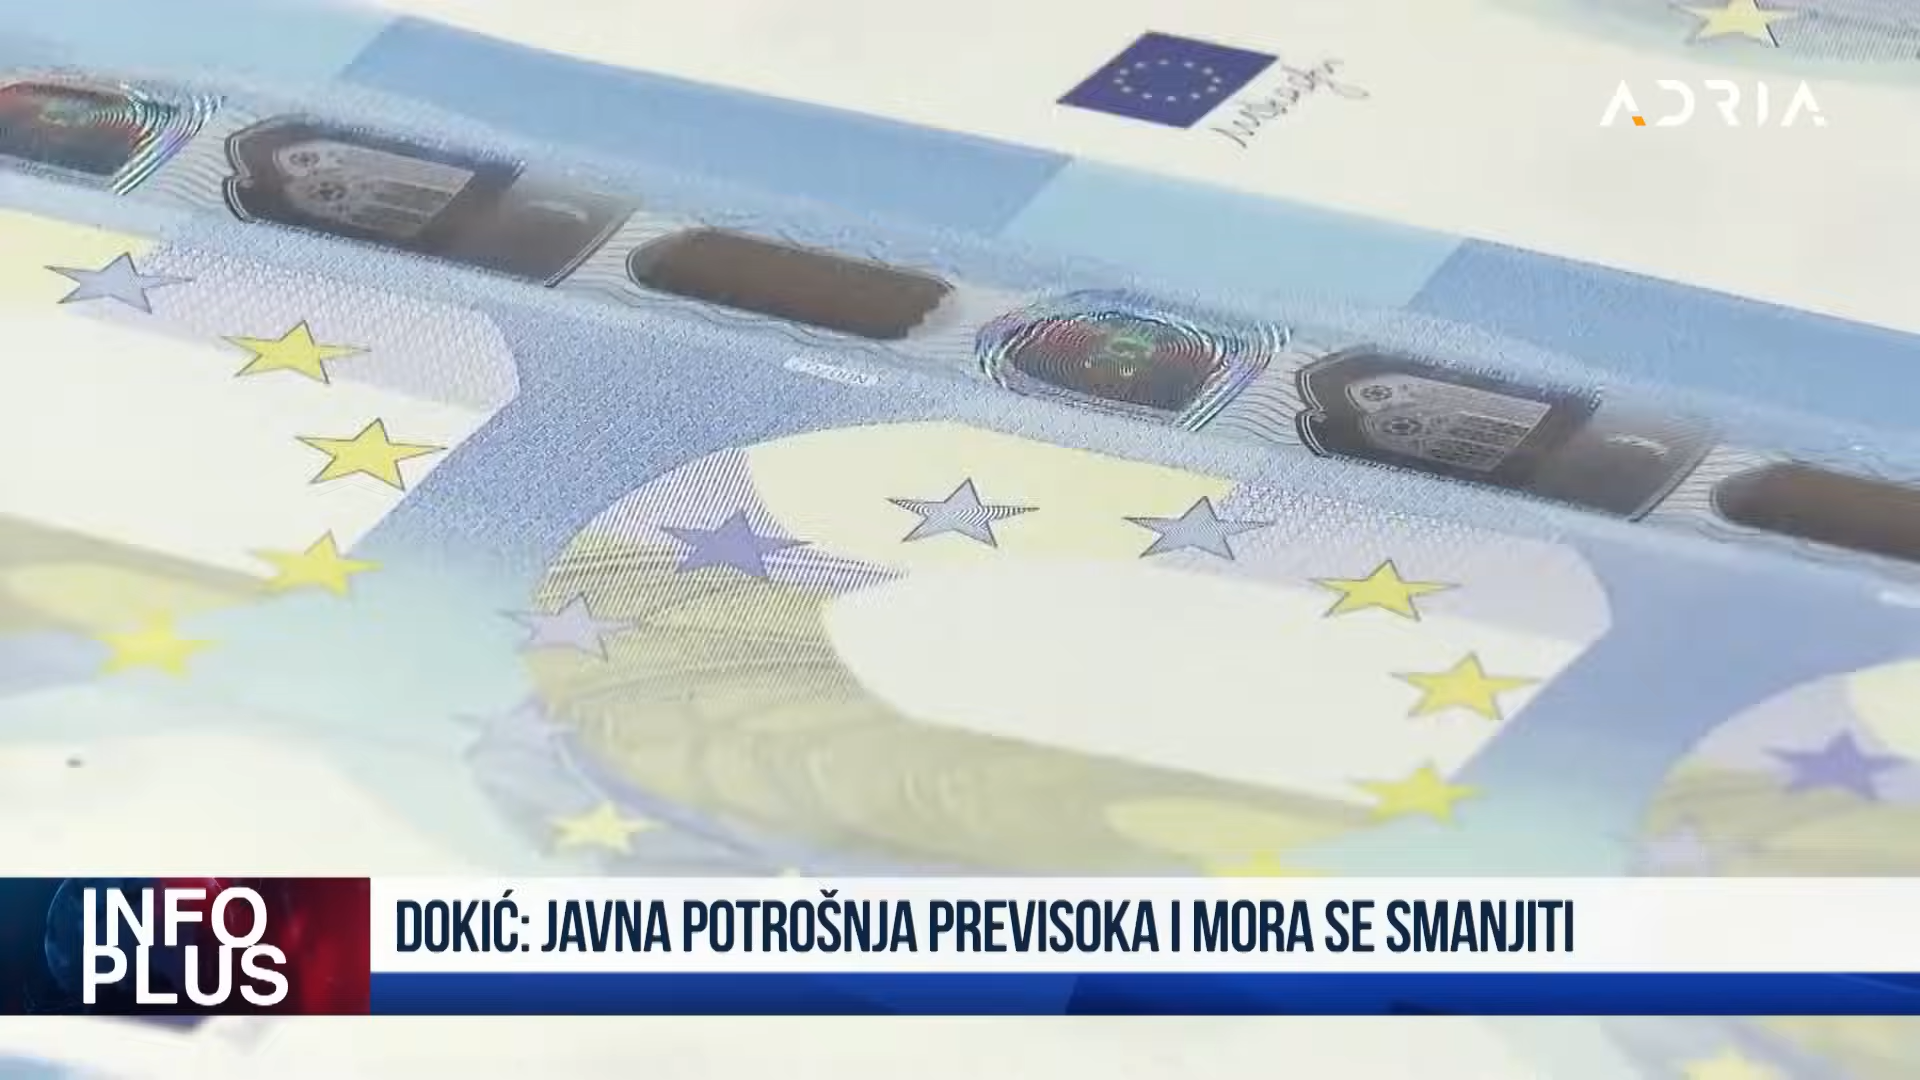 ADRIA
INFO
PLUS
DOKIĆ: JAVNA POTROŠNJA PREVISOKA I MORA SE SMANJITI